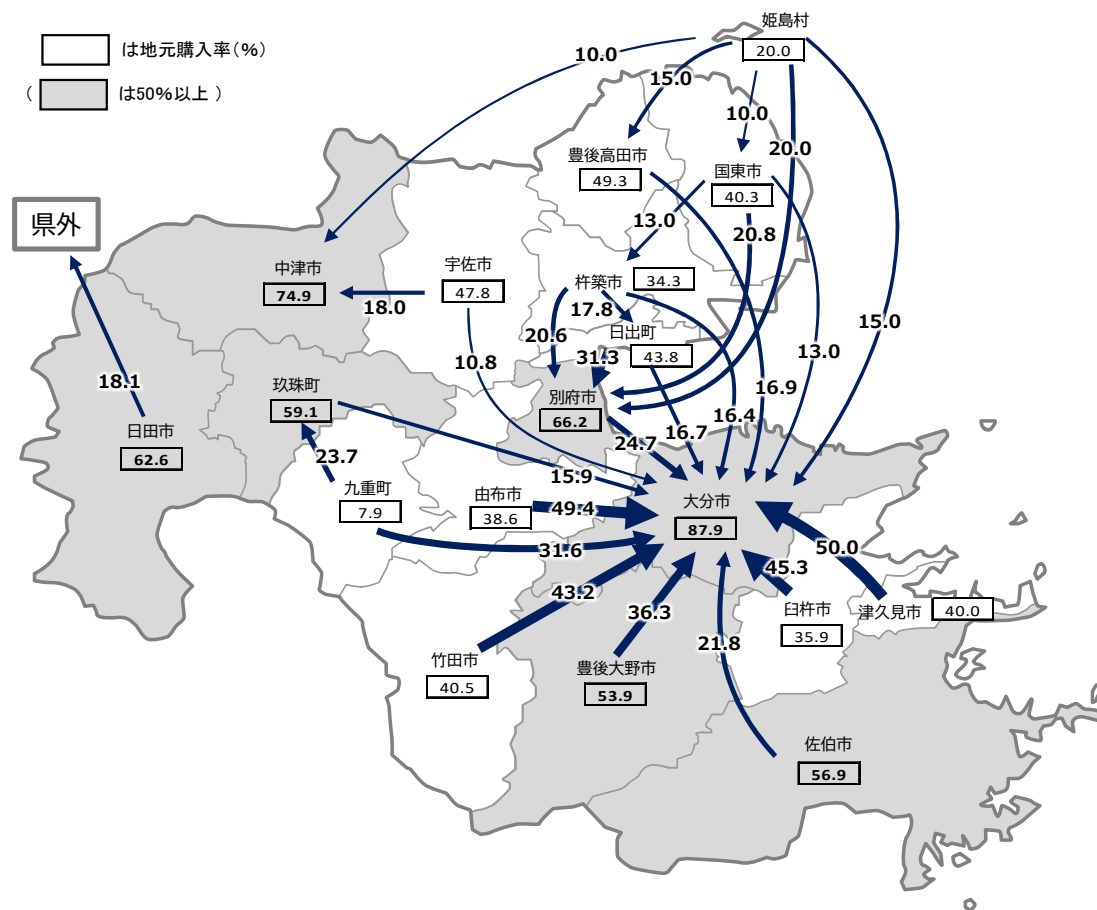 姫島村
20.0
は地元購入率(%)
( は50%以上 )
10.0
15.0
10.0
20.0
豊後高田市
49.3
国東市
40.3
県外
13.0
20.8
中津市
74.9
宇佐市
47.8
杵築市
34.3
18.0
17.8
20.6
日出町
43.8
31.3
15.0
13.0
10.8
18.1
玖珠町
59.1
別府市
66.2
16.9
16.4
16.7
24.7
日田市
62.6
23.7
15.9
九重町
7.9
由布市
38.6
49.4
大分市
87.9
31.6
50.0
45.3
43.2
36.3
臼杵市
35.9
津久見市
40.0
21.8
竹田市
40.5
豊後大野市
53.9
佐伯市
56.9